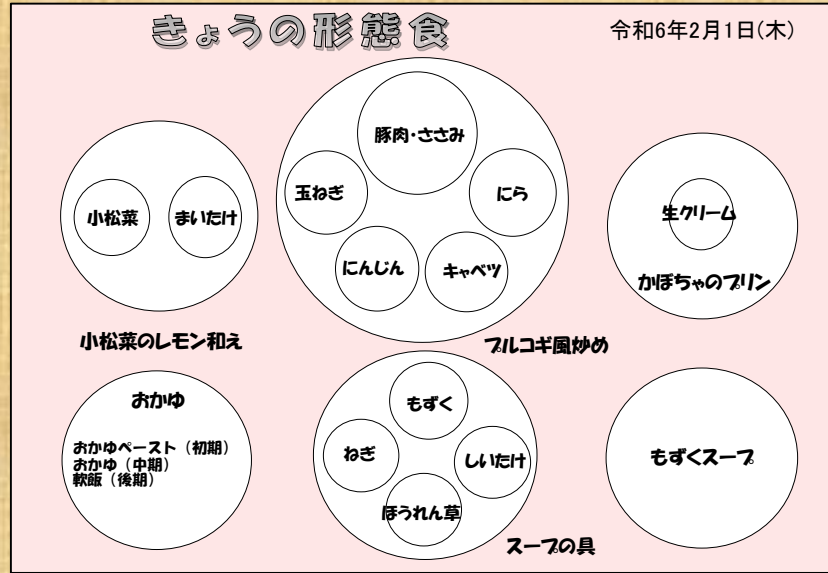 きょうの形態食
令和6年2月1日(木)
豚肉・ささみ
玉ねぎ
にら
にんじん
キャベツ
小松菜
まいたけ
生クリーム
かぼちゃのプリン
小松菜のレモン和え
プルコギ風炒め
おかゆ
おかゆペースト（初期）
おかゆ（中期）
軟飯（後期）
もずく
ねぎ
しいたけ
ほうれん草
スープの具
もずくスープ